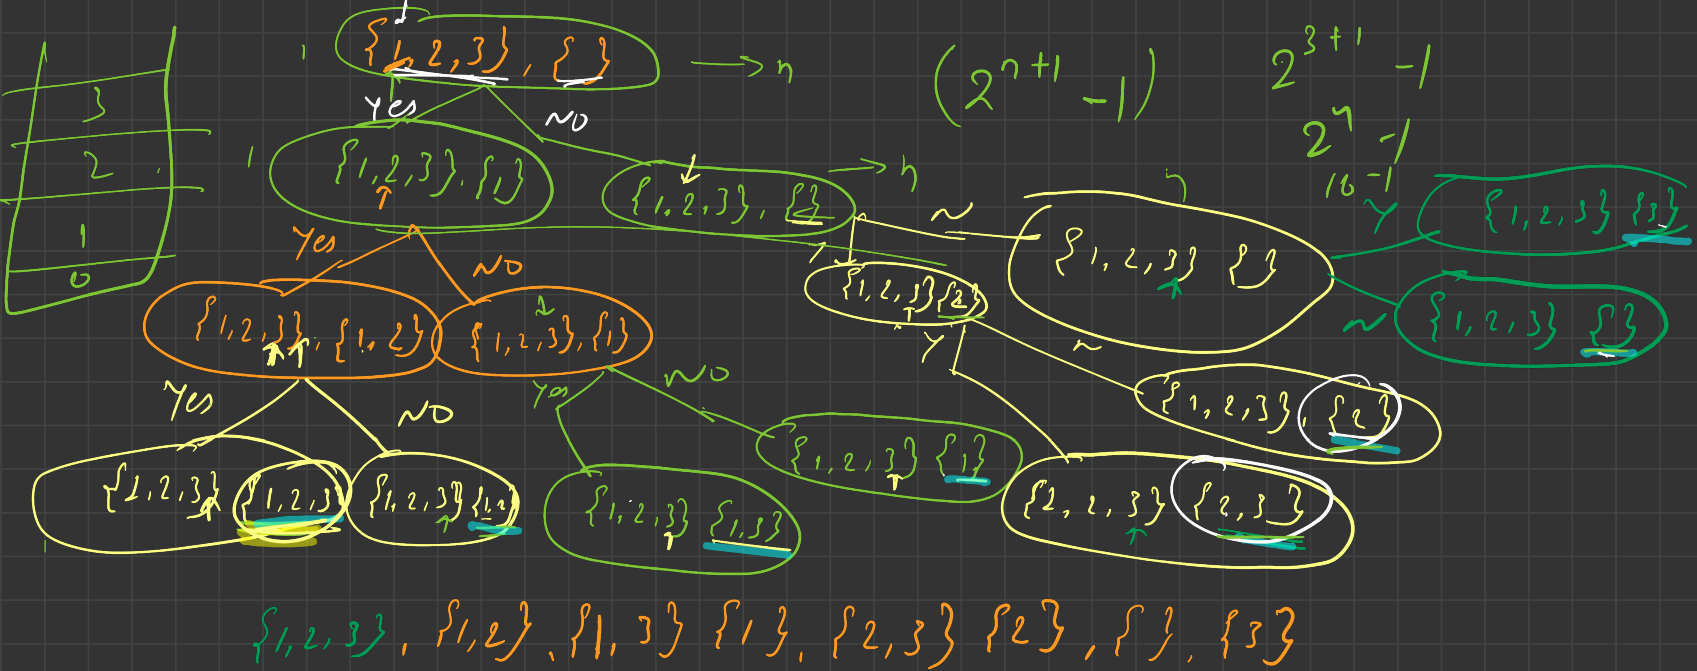 {1, 2, 3}, {} → n
(2^(n+1) - 1)
2^(3+1) - 1
2^4 - 1
16 - 1
3
2
1
0
1
Yes
NO
1
{1, 2, 3}, {1}
{1, 2, 3}, {} → n
Yes
NO
N
Y
{1, 2, 3} {}
Y
{1, 2, 3} {3}
N
{1, 2, 3} {}
{1, 2, 3}, {1, 2}
{1, 2, 3}, {1}
{1, 2, 3} {2}
Yes
NO
Yes
NO
Y
N
{1, 2, 3} {1, 2, 3}
{1, 2, 3} {1, 2}
{1, 2, 3} {1, 3}
{1, 2, 3} {1}
{1, 2, 3}, {2}
{2, 2, 3} {2, 3}
{1, 2, 3}, {1, 2}, {1, 3} {1}, {2, 3} {2}, {}, {3}